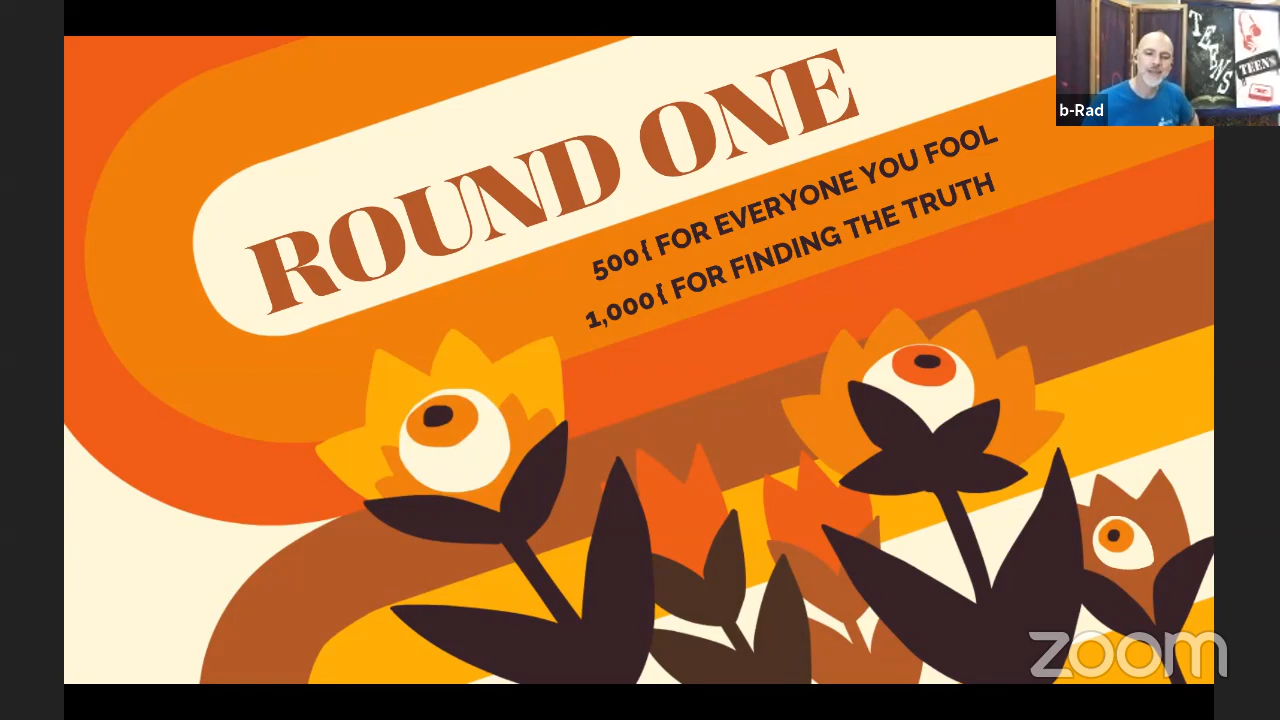 ROUND ONE
500{ FOR EVERYONE YOU FOOL
1,000{ FOR FINDING THE TRUTH
b-Rad
TEENS
TEENS
zoom